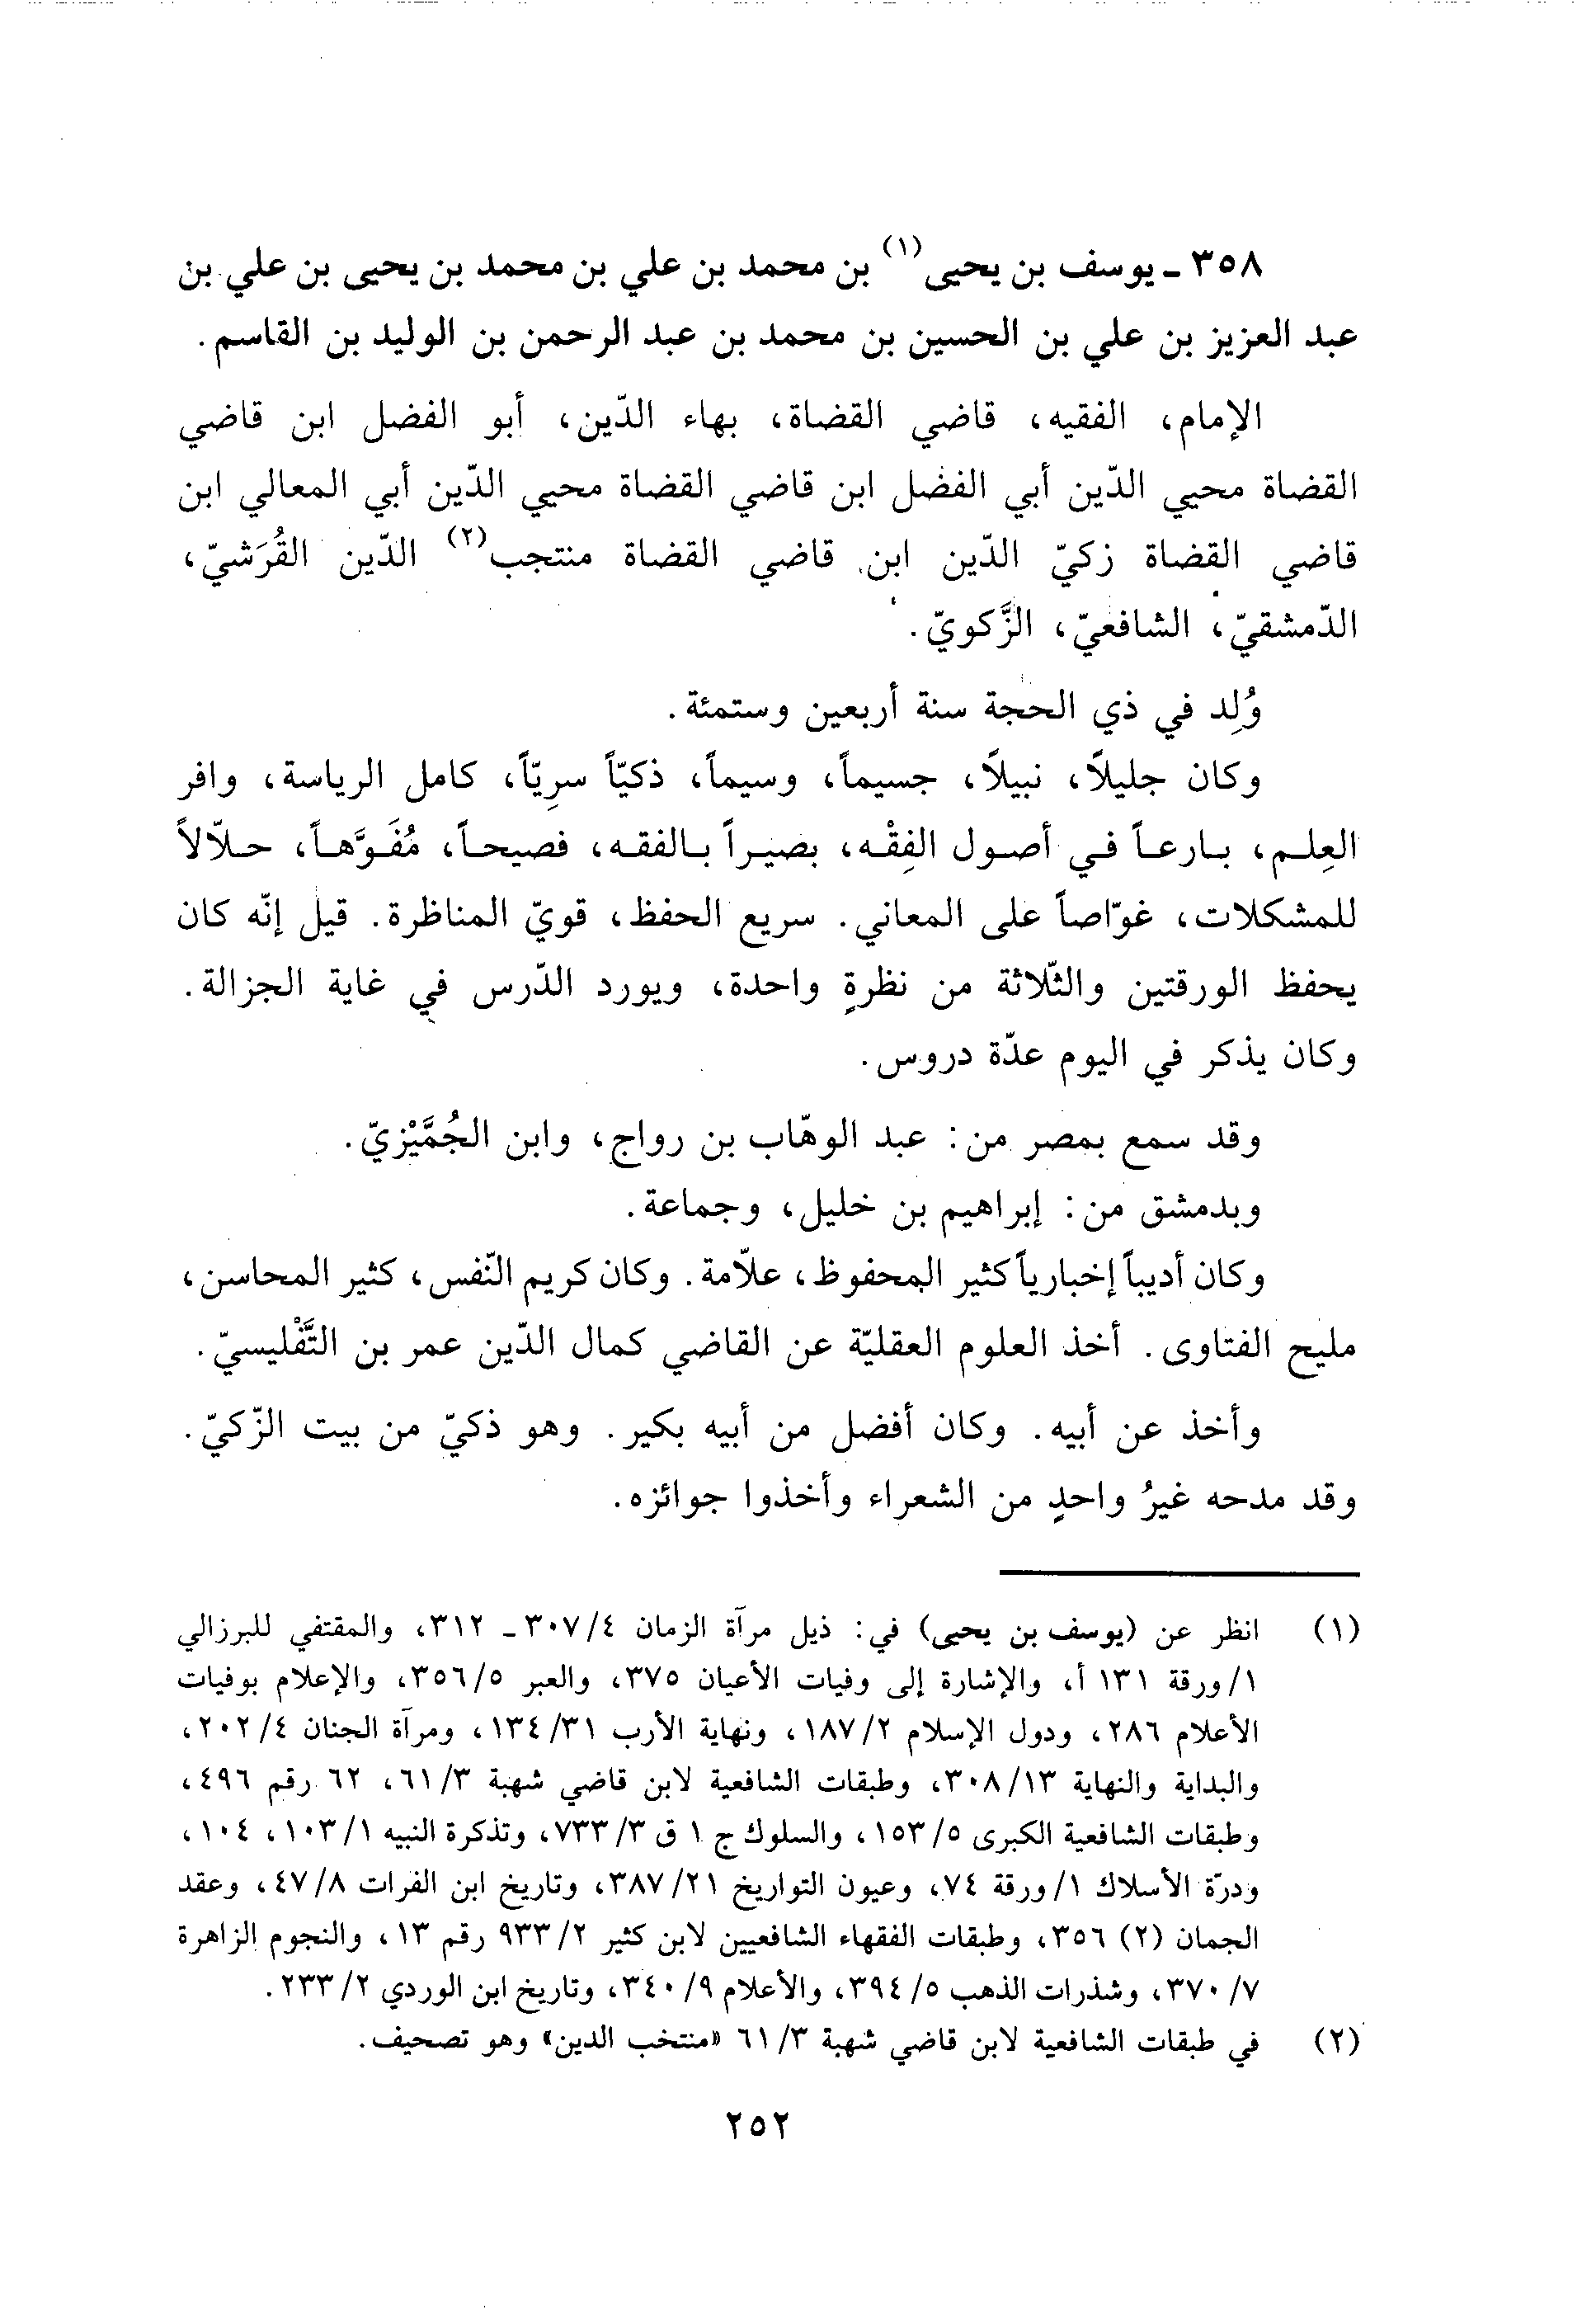 ٣٥٨ ـ يوسف بن يحيى(١) بن محمد بن علي بن محمد بن يحيى بن علي بن
عبد العزيز بن علي بن الحسين بن محمد بن عبد الرحمن بن الوليد بن القاسم.
الإمام، الفقيه، قاضي القضاة، بهاء الدّين، أبو الفضل ابن قاضي
القضاة محيي الدّين أبي الفضل ابن قاضي القضاة محيي الدّين أبي المعالي ابن
قاضي القضاة زكيّ الدّين ابن قاضي القضاة منتجب(٢) الدّين القُرَشيّ،
الدّمشقيّ، الشافعيّ، الزَّكويّ.
وُلِد في ذي الحجة سنة أربعين وستمئة.
وكان جليلاً، نبيلاً، جسيماً، وسيماً، ذكيّاً سرِيّاً، كامل الرياسة، وافر
العِلـم، بـارعـاً فـي أصـول الفِقْـه، بصيـراً بـالفقـه، فصيحـاً، مُفَـوَّهـاً، حـلاّلاً
للمشكلات، غوّاصاً على المعاني. سريع الحفظ، قويّ المناظرة. قيل إنّه كان
يحفظ الورقتين والثّلاثة من نظرةٍ واحدة، ويورد الدّرس في غاية الجزالة.
وكان يذكر في اليوم عدّة دروس.
وقد سمع بمصر من: عبد الوهّاب بن رواج، وابن الجُمَّيْزيّ.
وبدمشق من: إبراهيم بن خليل، وجماعة.
وكان أديباً إخبارياً كثير المحفوظ، علاّمة. وكان كريم النّفس، كثير المحاسن،
مليح الفتاوى. أخذ العلوم العقليّة عن القاضي كمال الدّين عمر بن التَّفْليسيّ.
وأخذ عن أبيه. وكان أفضل من أبيه بكير. وهو ذكيّ من بيت الزّكيّ.
وقد مدحه غيرُ واحدٍ من الشعراء وأخذوا جوائزه.
(١) انظر عن (يوسف بن يحيى) في: ذيل مرآة الزمان ٣٠٧/٤ ـ ٣١٢، والمقتفي للبرزالي
١/ورقة ١٣١ أ، والإشارة إلى وفيات الأعيان ٣٧٥، والعبر ٣٥٦/٥، والإعلام بوفيات
الأعلام ٢٨٦، ودول الإسلام ١٨٧/٢، ونهاية الأرب ١٣٤/٣١، ومرآة الجنان ٢٠٢/٤،
والبداية والنهاية ٣٠٨/١٣، وطبقات الشافعية لابن قاضي شهبة ٦١/٣، ٦٢ رقم ٤٩٦،
وطبقات الشافعية الكبرى ١٥٣/٥، والسلوك ج ١ ق ٧٣٣/٣، وتذكرة النبيه ١٠٣/١، ١٠٤،
ودرّة الأسلاك ١/ورقة ٧٤، وعيون التواريخ ٣٨٧/٢١، وتاريخ ابن الفرات ٤٧/٨، وعقد
الجمان (٢) ٣٥٦، وطبقات الفقهاء الشافعيين لابن كثير ٩٣٣/٢ رقم ١٣، والنجوم الزاهرة
٣٧٠/٧، وشذرات الذهب ٣٩٤/٥، والأعلام ٣٤٠/٩، وتاريخ ابن الوردي ٢٣٣/٢.
(٢) في طبقات الشافعية لابن قاضي شهبة ٦١/٣ «منتخب الدين» وهو تصحيف.
٢٥٢